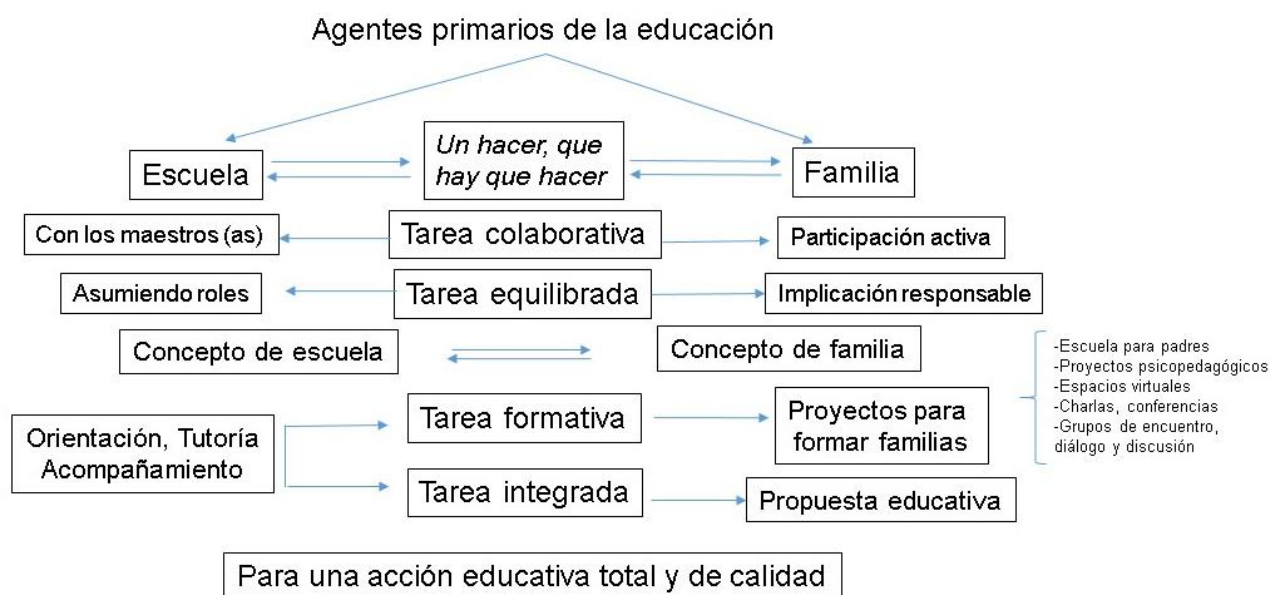 Agentes primarios de la educación
Escuela
Un hacer, que
hay que hacer
Familia
Con los maestros (as)
Tarea colaborativa
Participación activa
Asumiendo roles
Tarea equilibrada
Implicación responsable
Concepto de escuela
Concepto de familia
-Escuela para padres
-Proyectos psicopedagógicos
-Espacios virtuales
-Charlas, conferencias
-Grupos de encuentro,
diálogo y discusión
Orientación, Tutoría
Acompañamiento
Tarea formativa
Proyectos para
formar familias
Tarea integrada
Propuesta educativa
Para una acción educativa total y de calidad